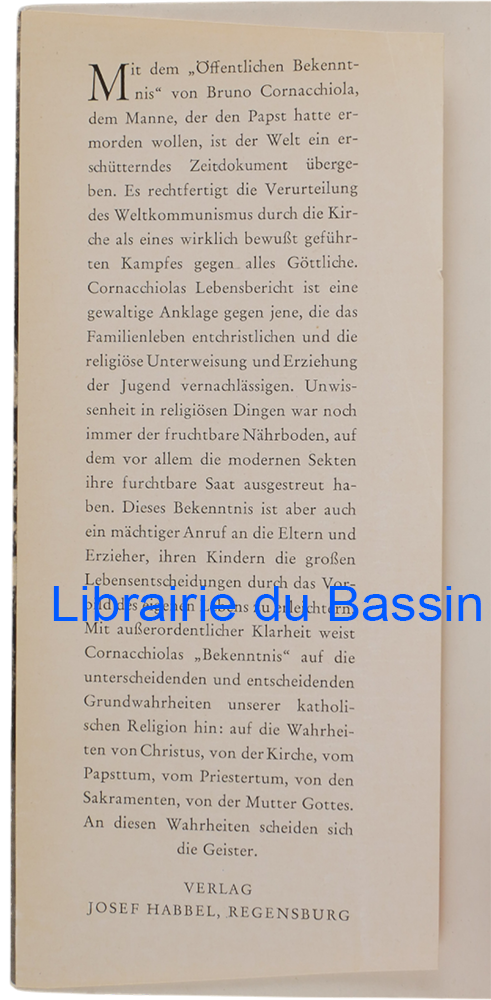 Mit dem „Öffentlichen Bekennt-
nis“ von Bruno Cornacchiola,
dem Manne, der den Papst hatte er-
morden wollen, ist der Welt ein er-
schütterndes Zeitdokument überge-
ben. Es rechtfertigt die Verurteilung
des Weltkommunismus durch die Kir-
che als eines wirklich bewußt geführ-
ten Kampfes gegen alles Göttliche.
Cornacchiolas Lebensbericht ist eine
gewaltige Anklage gegen jene, die das
Familienleben entchristlichen und die
religiöse Unterweisung und Erziehung
der Jugend vernachlässigen. Unwis-
senheit in religiösen Dingen war noch
immer der fruchtbare Nährboden, auf
dem vor allem die modernen Sekten
ihre furchtbare Saat ausgestreut ha-
ben. Dieses Bekenntnis ist aber auch
ein mächtiger Anruf an die Eltern und
Erzieher, ihren Kindern die großen
Lebensentscheidungen durch das Vor-
bild des eigenen Lebens zu erleichtern.
Librairie du Bassin
Mit außerordentlicher Klarheit weist
Cornacchiolas „Bekenntnis“ auf die
unterscheidenden und entscheidenden
Grundwahrheiten unserer katholi-
schen Religion hin: auf die Wahrhei-
ten von Christus, von der Kirche, vom
Papsttum, vom Priestertum, von den
Sakramenten, von der Mutter Gottes.
An diesen Wahrheiten scheiden sich
die Geister.
VERLAG
JOSEF HABBEL, REGENSBURG